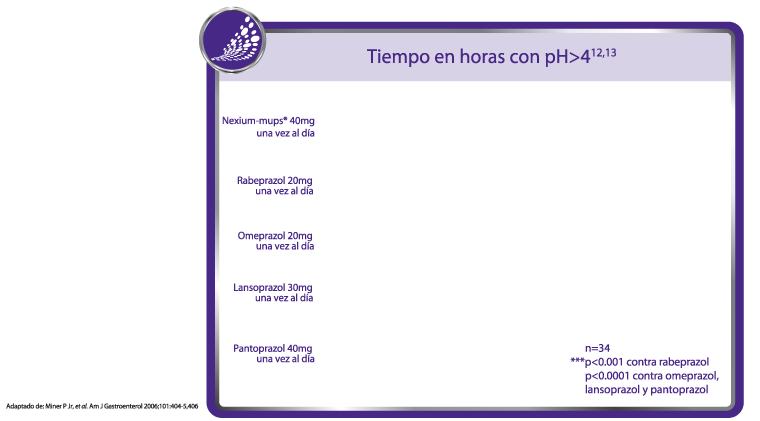 Tiempo en horas con pH>4¹²,¹³
Nexium-mups® 40mg
una vez al día
Rabeprazol 20mg
una vez al día
Omeprazol 20mg
una vez al día
Lansoprazol 30mg
una vez al día
Pantoprazol 40mg
una vez al día
n=34
***p<0.001 contra rabeprazol
p<0.0001 contra omeprazol,
lansoprazol y pantoprazol
Adaptado de: Miner P Jr, et al. Am J Gastroenterol 2006;101:404-5,406